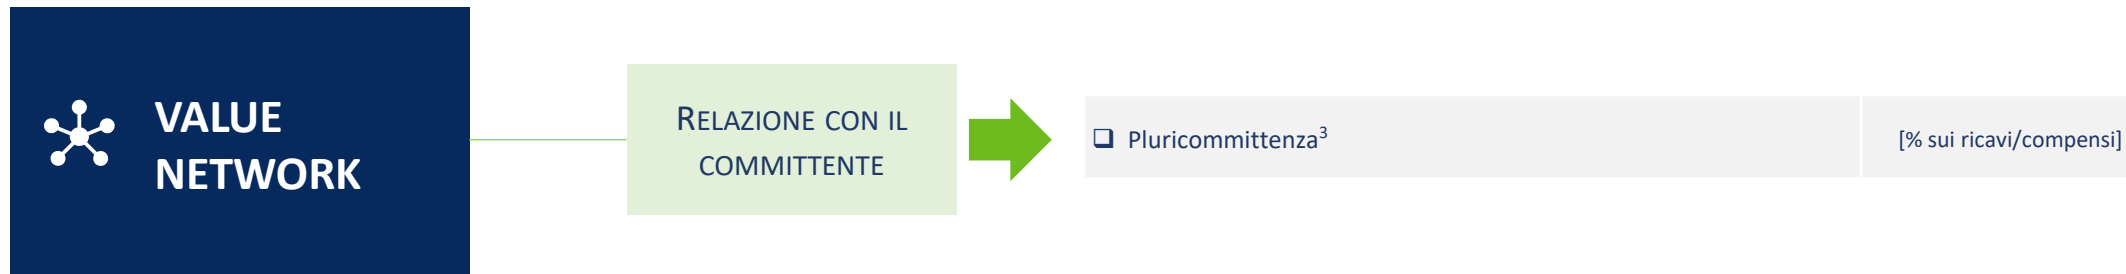 VALUE
NETWORK
RELAZIONE CON IL
COMMITTENTE
❑ Pluricommittenza³
[% sui ricavi/compensi]